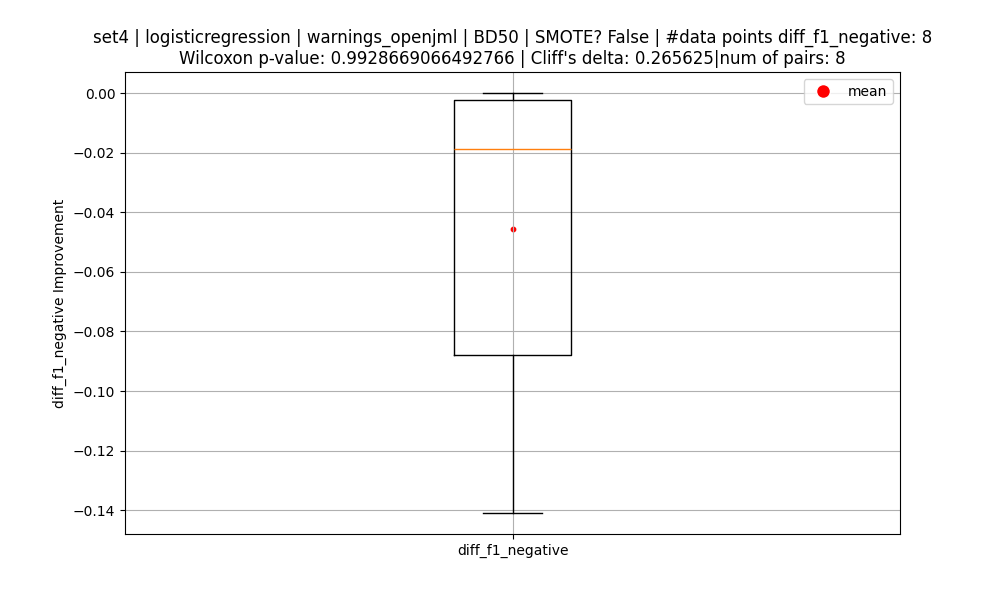 set4 | logisticregression | warnings_openjml | BD50 | SMOTE? False | #data points diff_f1_negative: 8
Wilcoxon p-value: 0.9928669066492766 | Cliff's delta: 0.265625|num of pairs: 8
mean
0.00
−0.02
−0.04
−0.06
−0.08
−0.10
−0.12
−0.14
diff_f1_negative Improvement
diff_f1_negative